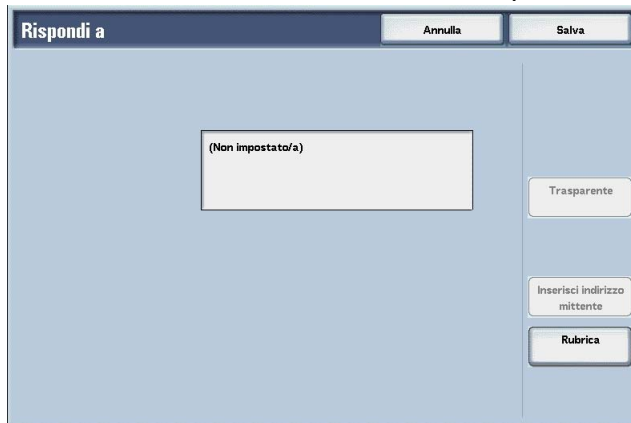 Rispondi a
Annulla
Salva
(Non impostato/a)
Trasparente
Inserisci indirizzo
mittente
Rubrica